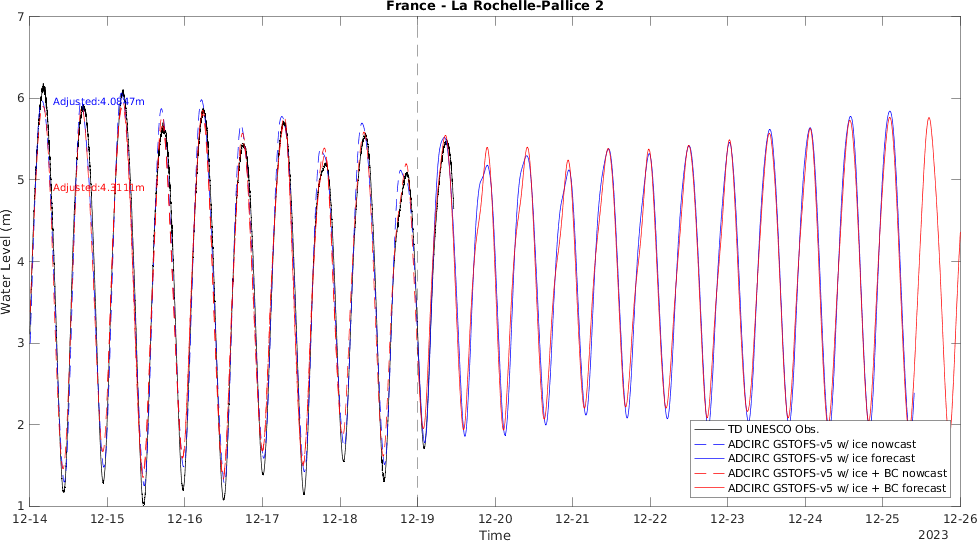 France - La Rochelle-Pallice 2
7
6
5
4
3
2
1
Water Level (m)
Adjusted:4.0847m
Adjusted:4.3111m
TD UNESCO Obs.
ADCIRC GSTOFS-v5 w/ ice nowcast
ADCIRC GSTOFS-v5 w/ ice forecast
ADCIRC GSTOFS-v5 w/ ice + BC nowcast
ADCIRC GSTOFS-v5 w/ ice + BC forecast
12-14 12-15 12-16 12-17 12-18 12-19 12-20 12-21 12-22 12-23 12-24 12-25 12-26
Time
2023